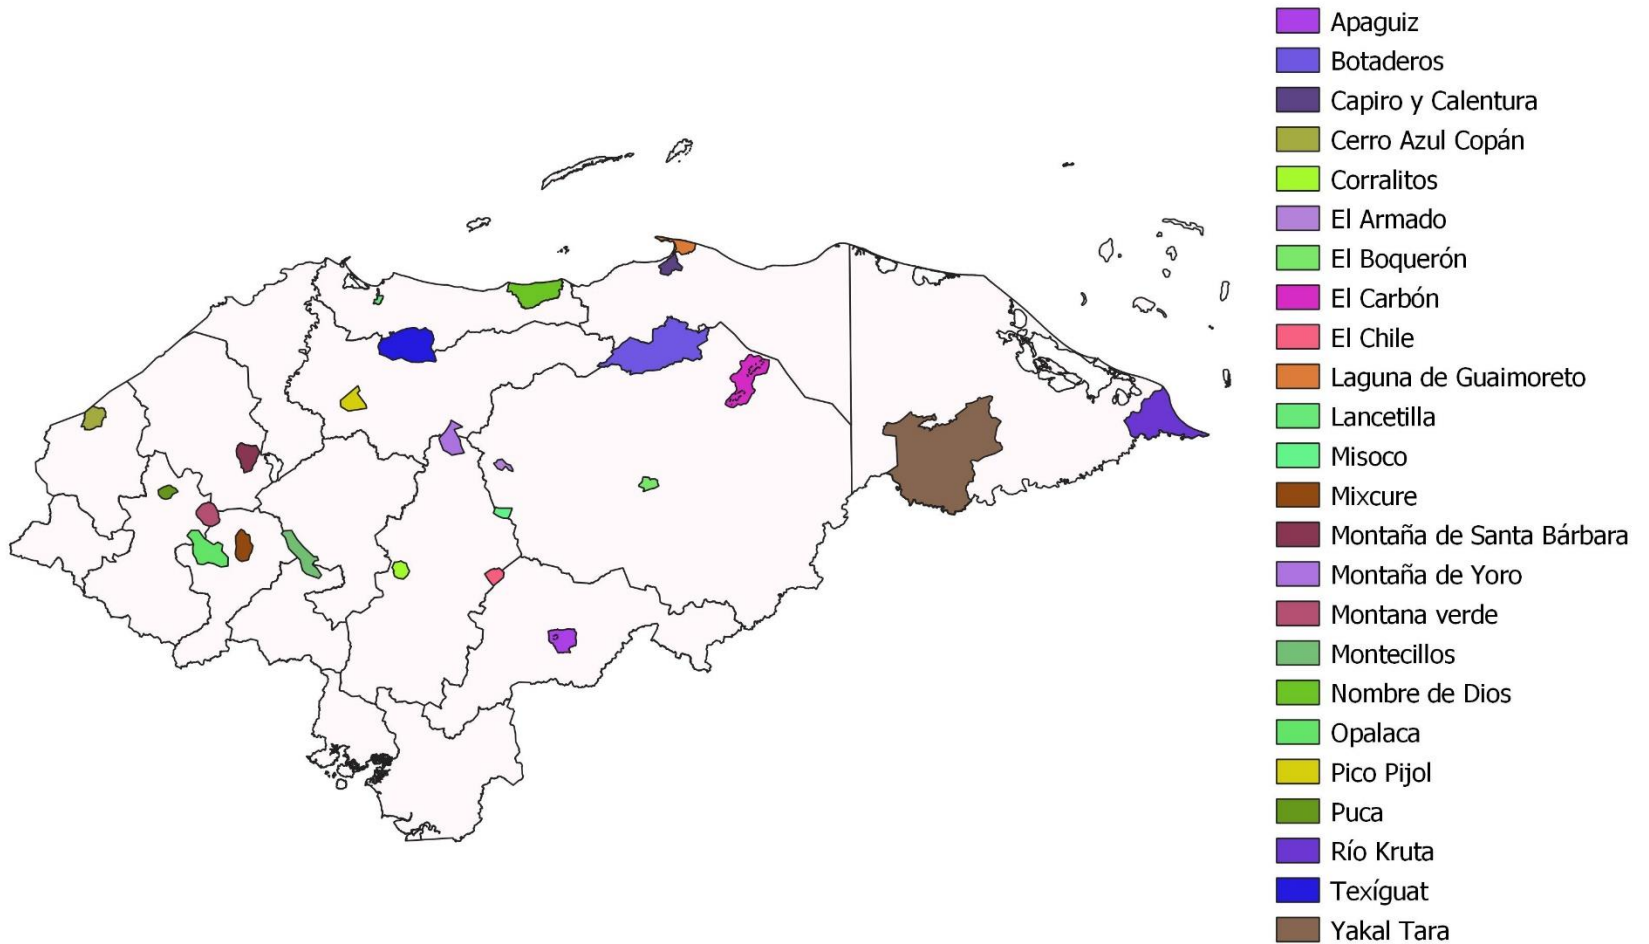 Apaguiz
Botaderos
Capiro y Calentura
Cerro Azul Copán
Corralitos
El Armado
El Boquerón
El Carbón
El Chile
Laguna de Guaimoreto
Lancetilla
Misoco
Mixcure
Montaña de Santa Bárbara
Montaña de Yoro
Montana verde
Montecillos
Nombre de Dios
Opalaca
Pico Pijol
Puca
Río Kruta
Texíguat
Yakal Tara